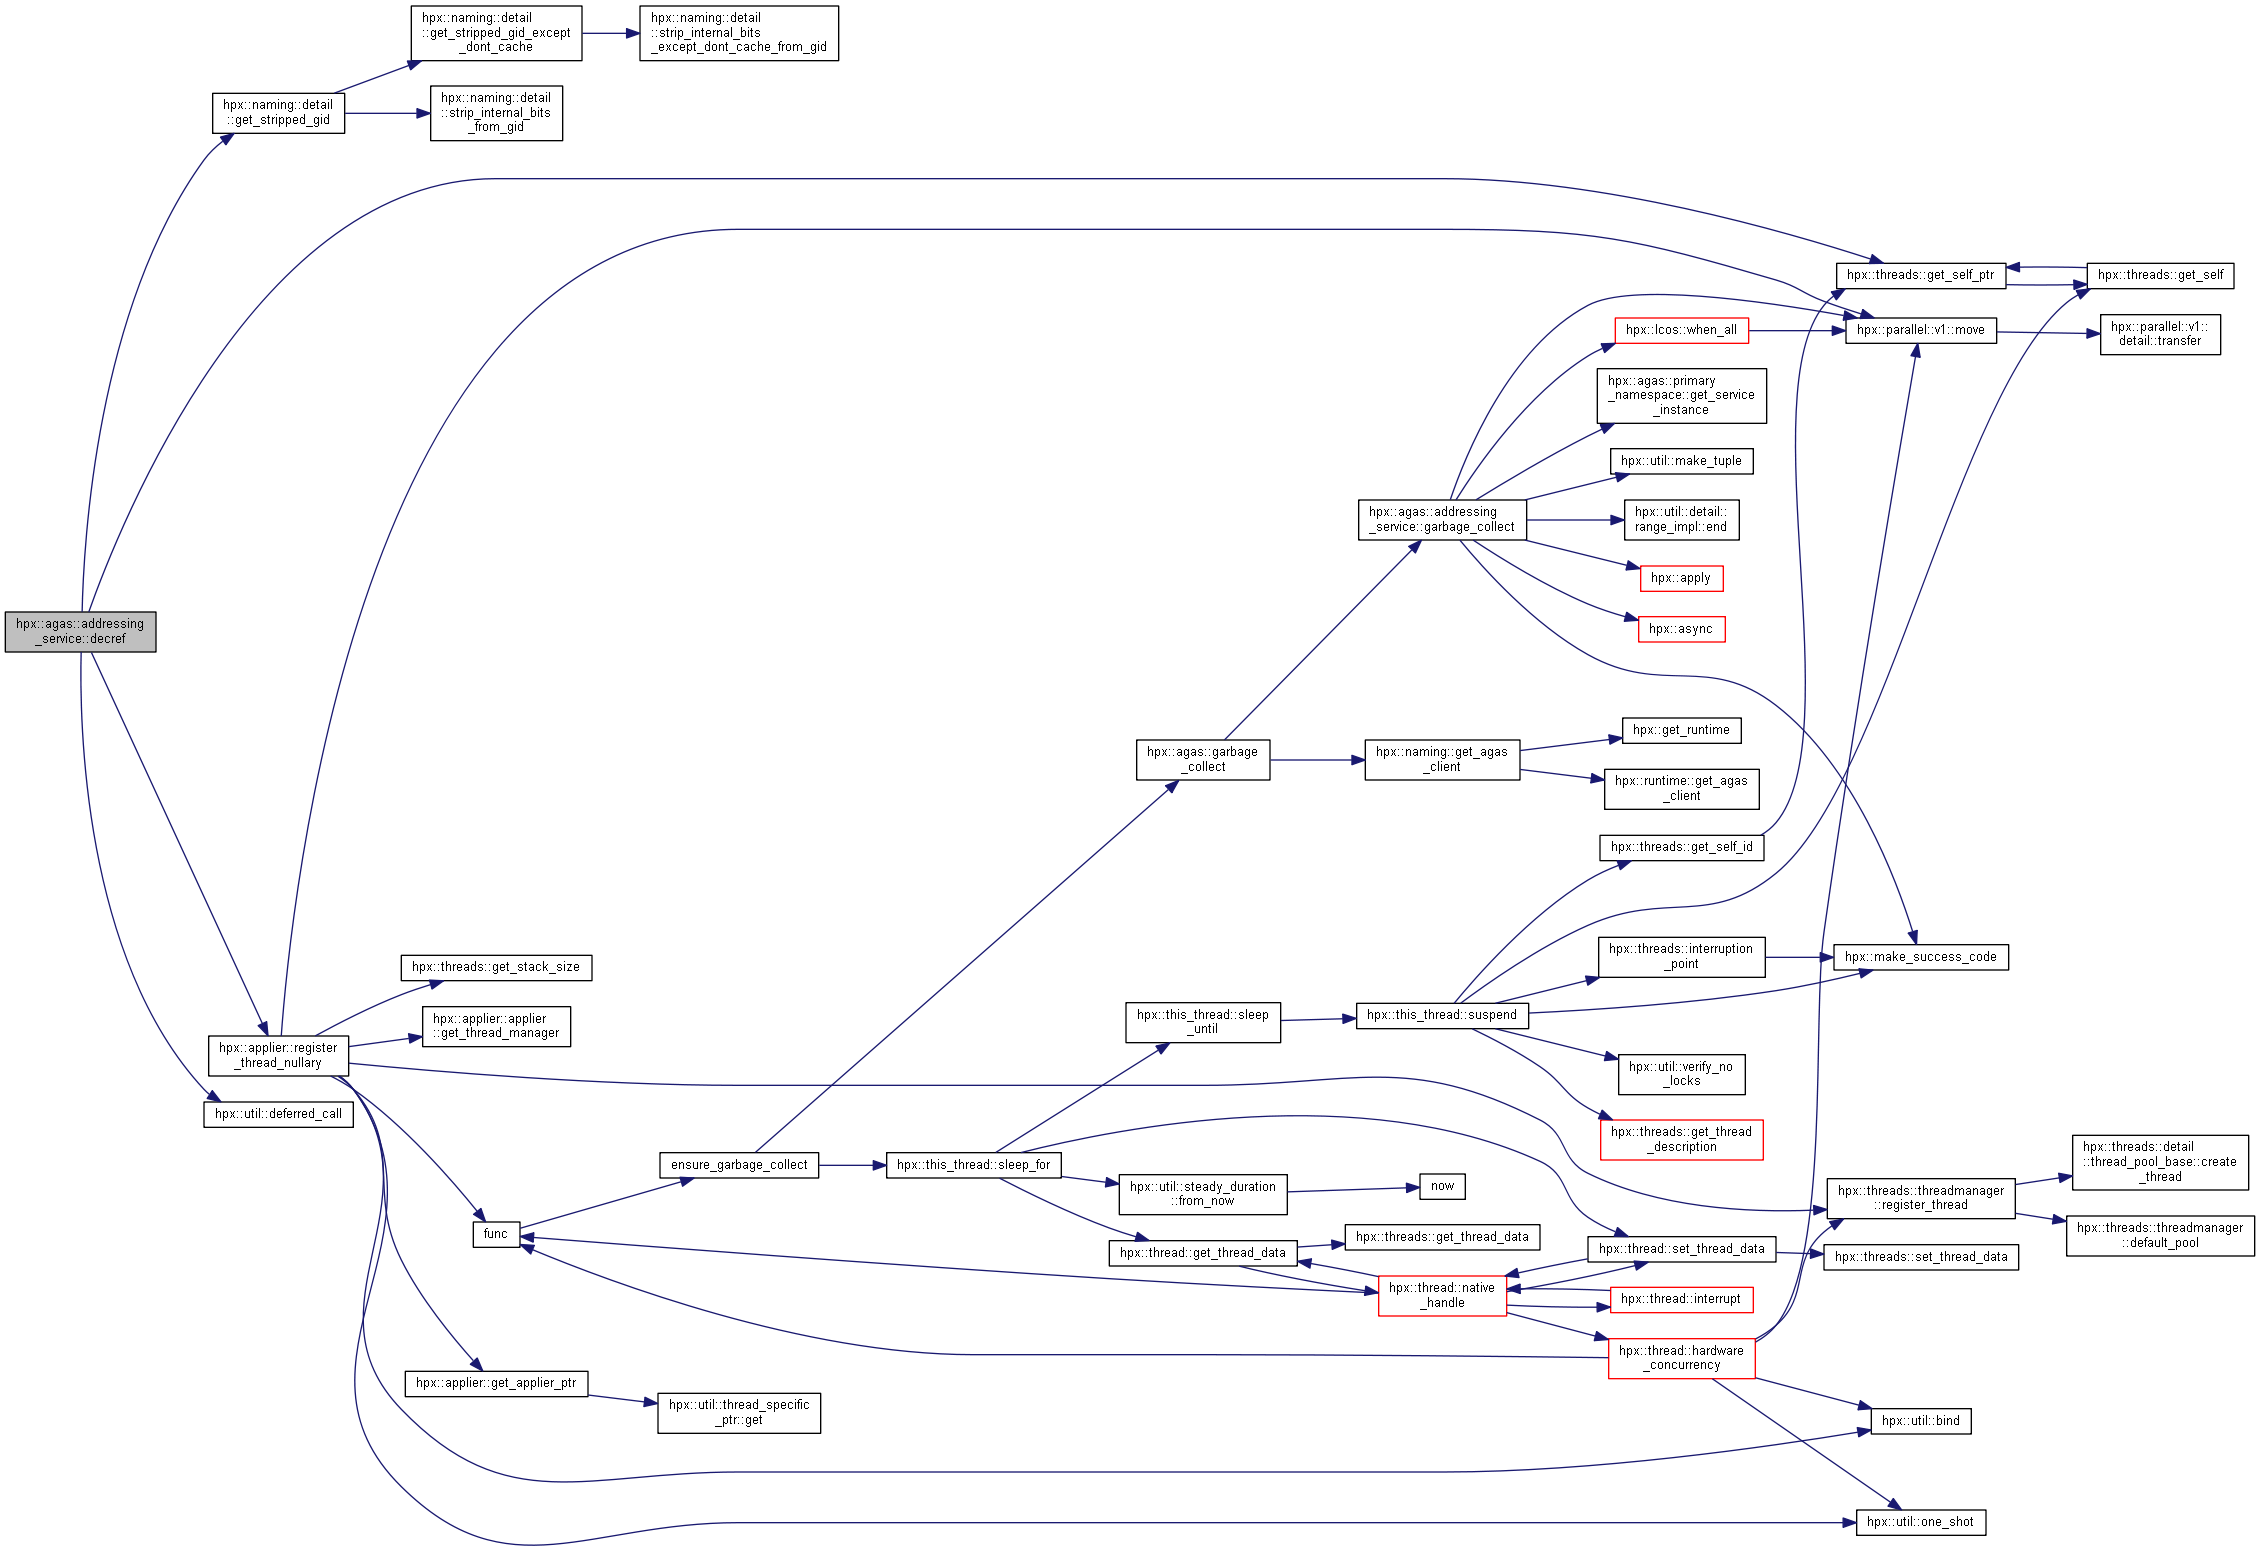 hpx::naming::detail
::get_stripped_gid_except
_dont_cache
hpx::naming::detail
::strip_internal_bits
_except_dont_cache_from_gid
hpx::naming::detail
::get_stripped_gid
hpx::naming::detail
::strip_internal_bits
_from_gid
hpx::threads::get_self_ptr
hpx::threads::get_self
hpx::lcos::when_all
hpx::parallel::v1::move
hpx::parallel::v1::
detail::transfer
hpx::agas::primary
_namespace::get_service
_instance
hpx::util::make_tuple
hpx::agas::addressing
_service::garbage_collect
hpx::util::detail::
range_impl::end
hpx::apply
hpx::async
hpx::agas::addressing
_service::decref
hpx::get_runtime
hpx::agas::garbage
_collect
hpx::naming::get_agas
_client
hpx::runtime::get_agas
_client
hpx::threads::get_self_id
hpx::threads::interruption
_point
hpx::make_success_code
hpx::threads::get_stack_size
hpx::applier::applier
::get_thread_manager
hpx::this_thread::sleep
_until
hpx::this_thread::suspend
hpx::applier::register
_thread_nullary
hpx::util::verify_no
_locks
hpx::util::deferred_call
hpx::threads::get_thread
_description
ensure_garbage_collect
hpx::this_thread::sleep_for
hpx::util::steady_duration
::from_now
now
hpx::threads::threadmanager
::register_thread
hpx::threads::detail
::thread_pool_base::create
_thread
hpx::threads::threadmanager
::default_pool
func
hpx::thread::get_thread_data
hpx::threads::get_thread_data
hpx::thread::set_thread_data
hpx::threads::set_thread_data
hpx::thread::native
_handle
hpx::thread::interrupt
hpx::thread::hardware
_concurrency
hpx::applier::get_applier_ptr
hpx::util::thread_specific
_ptr::get
hpx::util::bind
hpx::util::one_shot